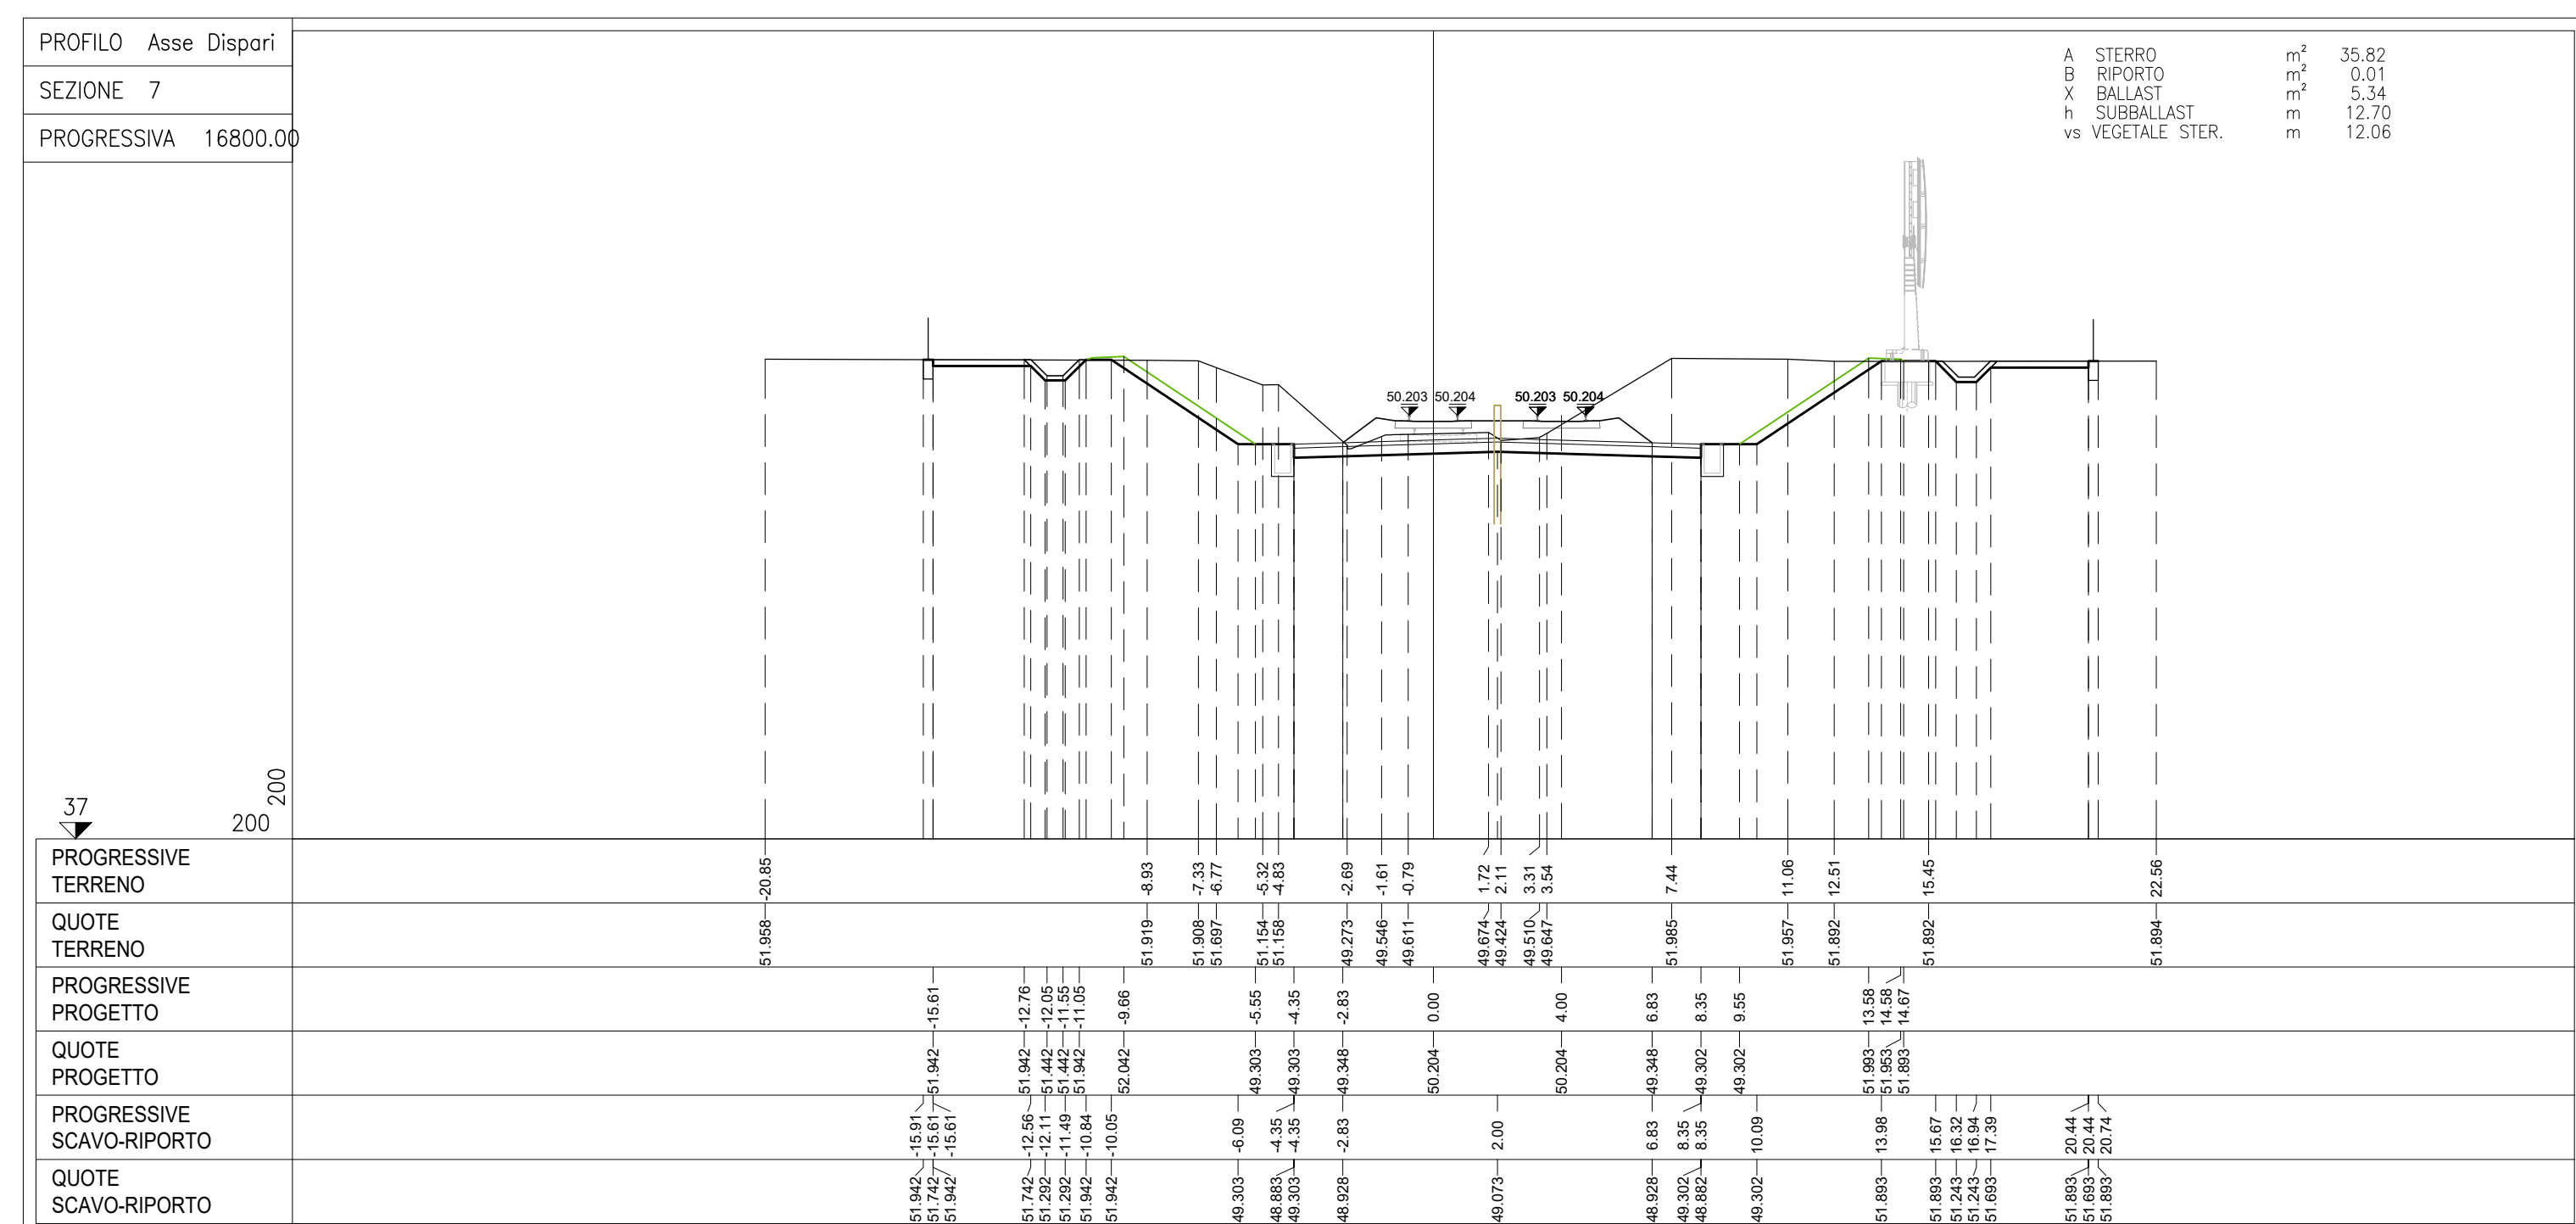 PROFILO Asse Dispari
SEZIONE 7
PROGRESSIVA 16800.00
A STERRO m² 35.82
B RIPORTO m² 0.01
X BALLAST m² 5.34
h SUBBALLAST m 12.70
vs VEGETALE STER. m 12.06
50.203 50.204 50.203 50.204
200
37
200
PROGRESSIVE
TERRENO
-20.85 -8.93 -7.33 -6.77 -5.32 -4.83 -2.69 -1.61 -0.79 1.72 2.11 3.31 3.54 7.44 11.06 12.51 15.45 22.56
QUOTE
TERRENO
51.958 51.919 51.908 51.697 51.154 51.158 49.273 49.546 49.611 49.674 49.424 49.510 49.647 51.985 51.957 51.892 51.892 51.894
PROGRESSIVE
PROGETTO
-15.61 -12.76 -12.05 -11.55 -11.05 -9.66 -5.55 -4.35 -2.83 0.00 4.00 6.83 8.35 9.55 13.58 14.58 14.67
QUOTE
PROGETTO
51.942 51.942 51.442 51.442 51.942 52.042 49.303 49.303 49.348 50.204 50.204 49.348 49.302 49.302 51.993 51.953 51.893
PROGRESSIVE
SCAVO-RIPORTO
-15.91 -15.61 -15.61 -12.56 -12.11 -11.49 -10.84 -10.05 -6.09 -4.35 -4.35 -2.83 2.00 6.83 8.35 8.35 10.09 13.98 15.67 16.32 16.94 17.39 20.44 20.44 20.74
QUOTE
SCAVO-RIPORTO
51.942 51.742 51.942 51.742 51.292 51.292 51.942 51.942 49.303 48.883 49.303 48.928 49.073 48.928 49.302 48.882 49.302 51.893 51.893 51.243 51.243 51.693 51.893 51.693 51.893